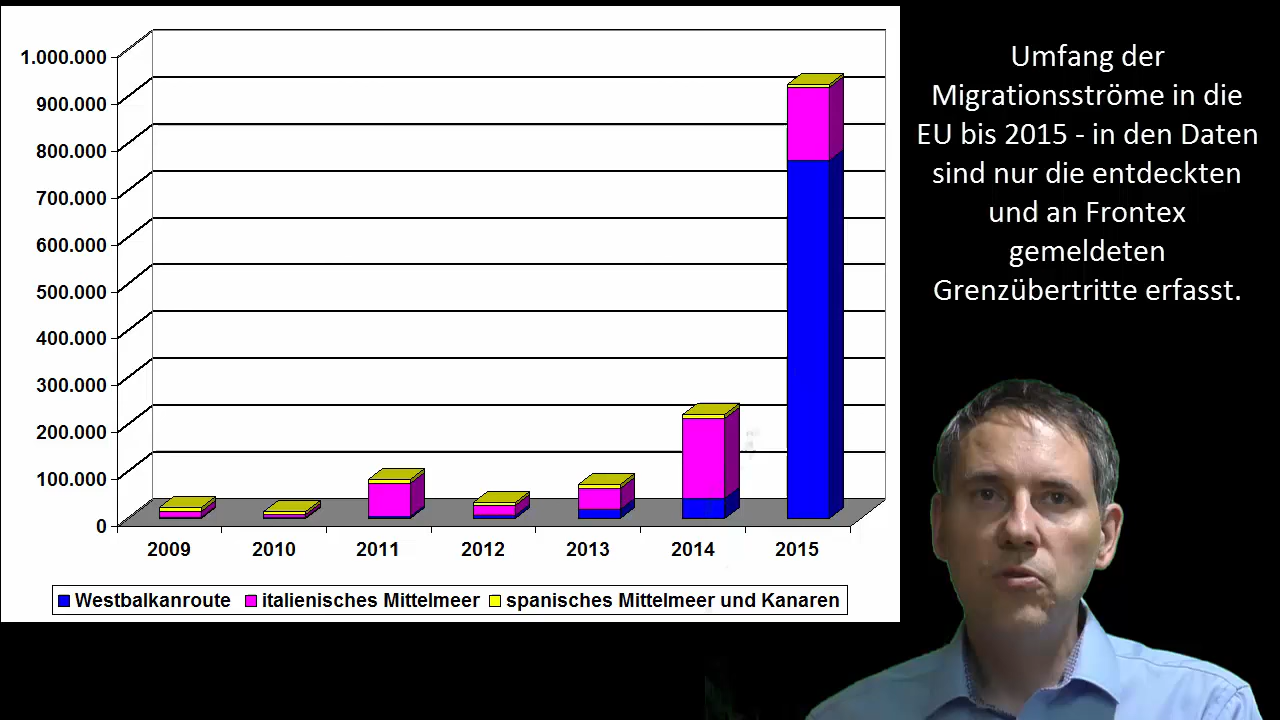 1.000.000
900.000
800.000
700.000
600.000
500.000
400.000
300.000
200.000
100.000
0
2009 2010 2011 2012 2013 2014 2015
Westbalkanroute italienisches Mittelmeer spanisches Mittelmeer und Kanaren
Umfang der
Migrationsströme in die
EU bis 2015 - in den Daten
sind nur die entdeckten
und an Frontex
gemeldeten
Grenzübertritte erfasst.